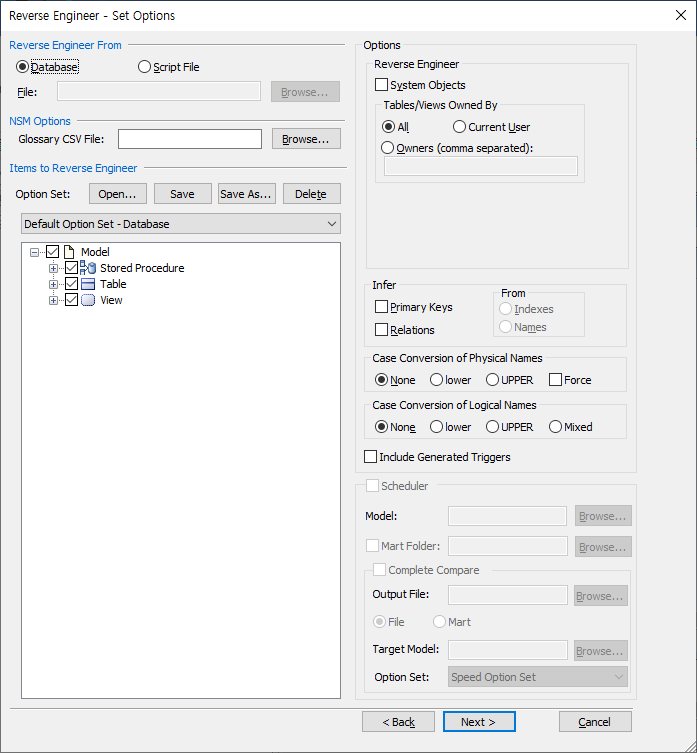 Reverse Engineer - Set Options
Reverse Engineer From
Database
Script File
File:
Browse...
NSM Options
Glossary CSV File:
Browse...
Items to Reverse Engineer
Option Set:
Open...
Save
Save As...
Delete
Default Option Set - Database
Model
Stored Procedure
Table
View
Options
Reverse Engineer
System Objects
Tables/Views Owned By
All
Current User
Owners (comma separated):
Infer
Primary Keys
Relations
From
Indexes
Names
Case Conversion of Physical Names
None
lower
UPPER
Force
Case Conversion of Logical Names
None
lower
UPPER
Mixed
Include Generated Triggers
Scheduler
Model:
Browse...
Mart Folder:
Browse...
Complete Compare
Output File:
Browse...
File
Mart
Target Model:
Browse...
Option Set:
Speed Option Set
< Back
Next >
Cancel